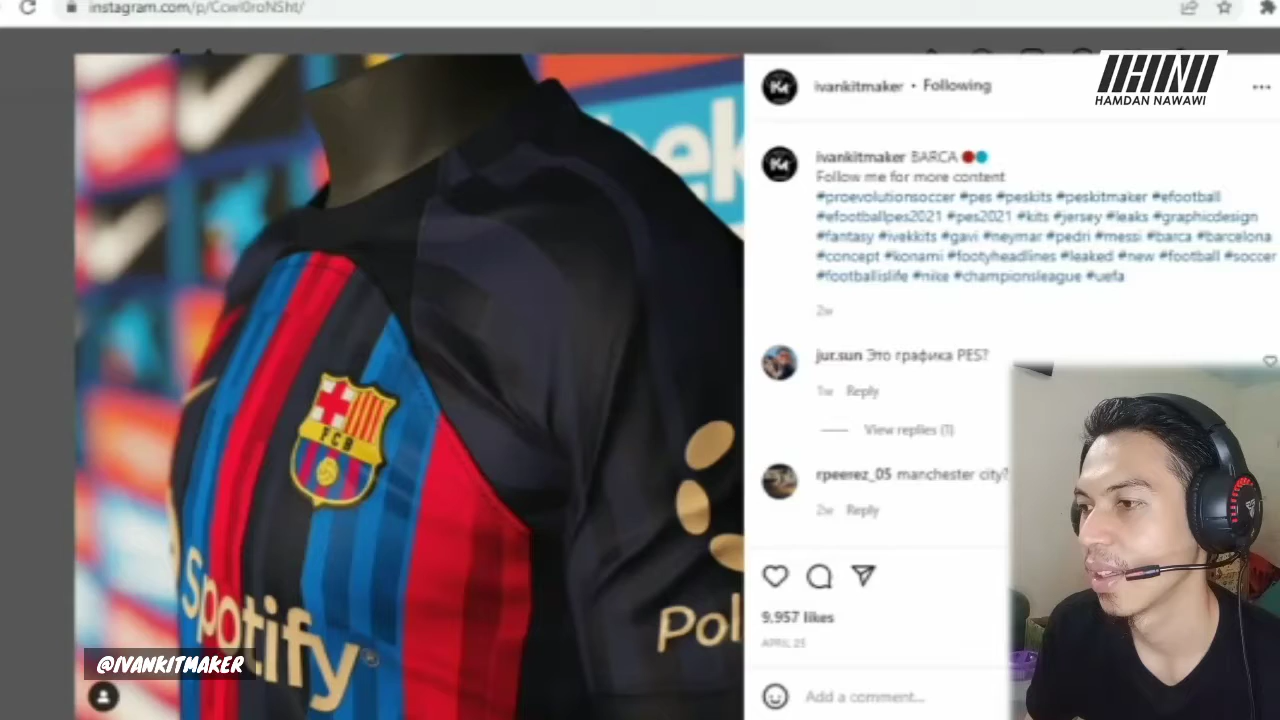 instagram.com/p/Ccwl0roNSht/
IHINI
HAMDAN NAWAWI
ivankitmaker • Following
ivankitmaker BARCA
Follow me for more content
#proevolutionsoccer #pes #peskits #peskitmaker #efootball
#efootballpes2021 #pes2021 #kits #jersey #leaks #graphicdesign
#fantasy #ivekkits #gavi #neymar #pedri #messi #barca #barcelona
#concept #konami #footyheadlines #leaked #new #football #soccer
#footballislife #nike #championsleague #uefa
2w
jur.sun Это графика PES?
1w Reply
View replies (1)
rpeerez_05 manchester city?
2w Reply
9,957 likes
APRIL 25
Add a comment...
ek
FCB
Spotify
Pol
@IVANKITMAKER